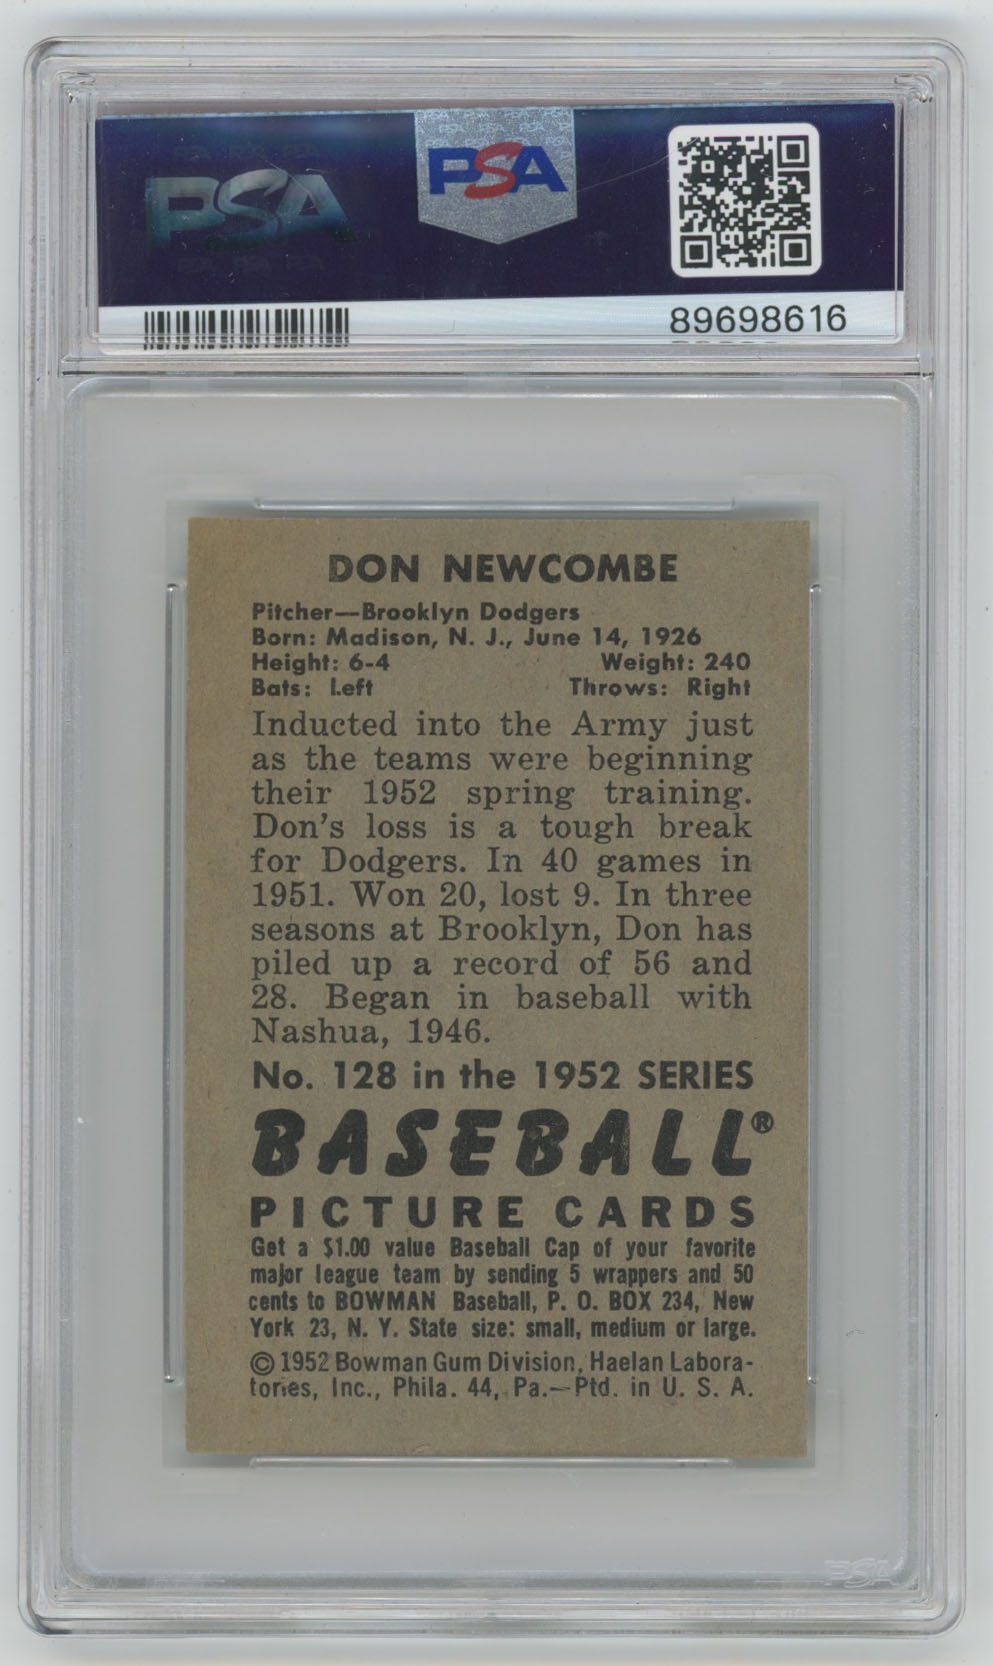 PSA
PSA
89698616
DON NEWCOMBE
Pitcher—Brooklyn Dodgers
Born: Madison, N. J., June 14, 1926
Height: 6-4 Weight: 240
Bats: Left Throws: Right
Inducted into the Army just
as the teams were beginning
their 1952 spring training.
Don's loss is a tough break
for Dodgers. In 40 games in
1951. Won 20, lost 9. In three
seasons at Brooklyn, Don has
piled up a record of 56 and
28. Began in baseball with
Nashua, 1946.
No. 128 in the 1952 SERIES
BASEBALL®
PICTURE CARDS
Get a $1.00 value Baseball Cap of your favorite
major league team by sending 5 wrappers and 50
cents to BOWMAN Baseball, P. O. BOX 234, New
York 23, N. Y. State size: small, medium or large.
© 1952 Bowman Gum Division, Haelan Labora-
tories, Inc., Phila. 44, Pa.—Ptd. in U. S. A.
PSA